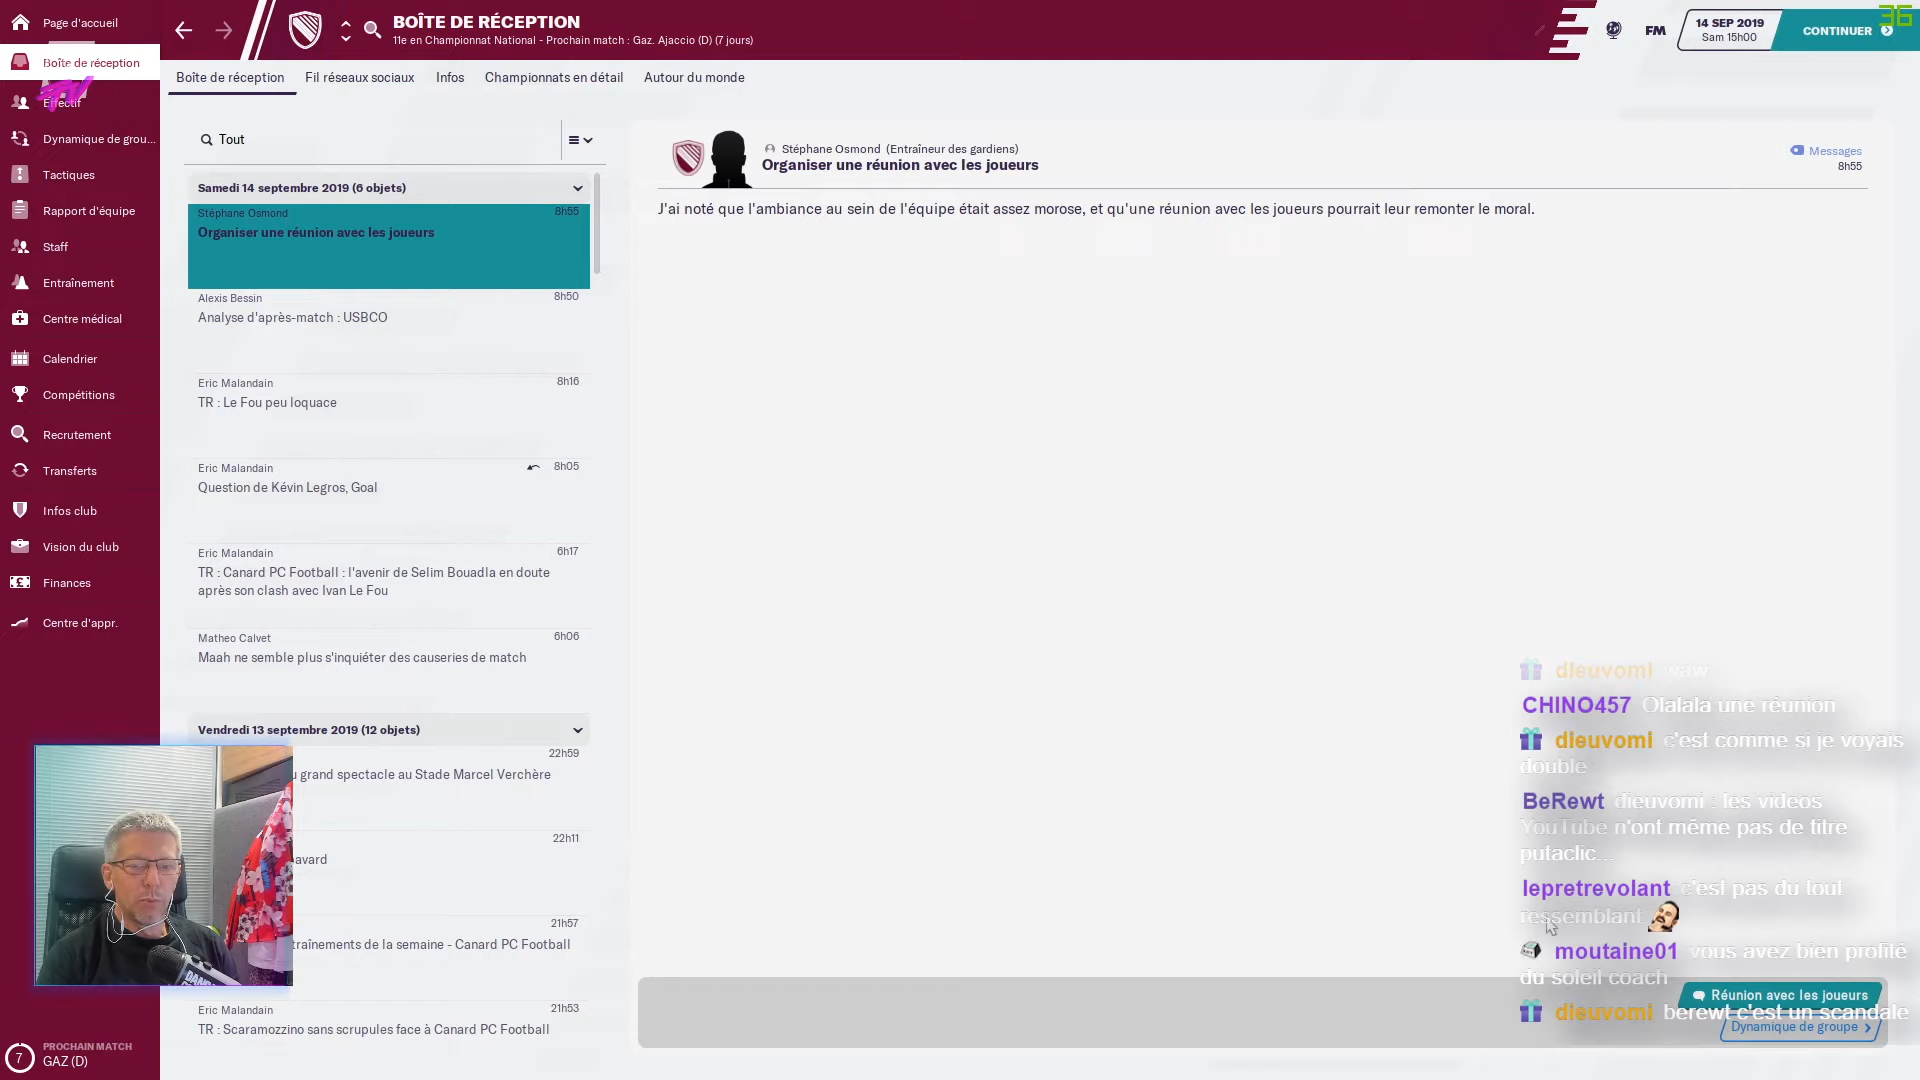 Page d'accueil
Boîte de réception
Effectif
Dynamique de grou...
Tactiques
Rapport d'équipe
Staff
Entraînement
Centre médical
Calendrier
Compétitions
Recrutement
Transferts
Infos club
Vision du club
Finances
Centre d'appr.
7
PROCHAIN MATCH
GAZ (D)
BOÎTE DE RÉCEPTION
11e en Championnat National - Prochain match : Gaz. Ajaccio (D) (7 jours)
FM
14 SEP 2019
Sam 15h00
CONTINUER
36
Boîte de réception
Fil réseaux sociaux
Infos
Championnats en détail
Autour du monde
Tout
Samedi 14 septembre 2019 (6 objets)
Stéphane Osmond 8h55
Organiser une réunion avec les joueurs
Alexis Bessin 8h50
Analyse d'après-match : USBCO
Eric Malandain 8h16
TR : Le Fou peu loquace
Eric Malandain 8h05
Question de Kévin Legros, Goal
Eric Malandain 6h17
TR : Canard PC Football : l'avenir de Selim Bouadla en doute
après son clash avec Ivan Le Fou
Matheo Calvet 6h06
Maah ne semble plus s'inquiéter des causeries de match
Vendredi 13 septembre 2019 (12 objets)
22h59
u grand spectacle au Stade Marcel Verchère
22h11
avard
21h57
traînements de la semaine - Canard PC Football
Eric Malandain 21h53
TR : Scaramozzino sans scrupules face à Canard PC Football
Stéphane Osmond (Entraîneur des gardiens)
Organiser une réunion avec les joueurs
Messages
8h55
J'ai noté que l'ambiance au sein de l'équipe était assez morose, et qu'une réunion avec les joueurs pourrait leur remonter le moral.
dieuvomi waw
CHINO457 Olalala une réunion
dieuvomi c'est comme si je voyais
double
BeRewt dieuvomi : les videos
YouTube n'ont même pas de titre
putaclic...
lepretrevolant c'est pas du tout
ressemblant
moutaine01 vous avez bien profité
du soleil coach
Réunion avec les joueurs
dieuvomi berewt c'est un scandale
Dynamique de groupe